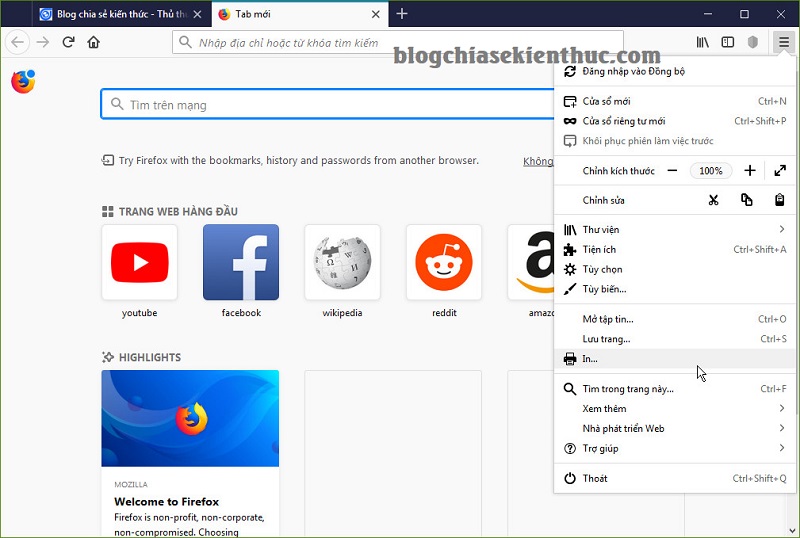 Blog chia sẻ kiến thức - Thủ thu
Tab mới
Nhập địa chỉ hoặc từ khóa tìm kiếm
blogchiasekienthuc.com
Đăng nhập vào Đồng bộ
Cửa sổ mới Ctrl+N
Cửa sổ riêng tư mới Ctrl+Shift+P
Khôi phục phiên làm việc trước
Chỉnh kích thước 100%
Chỉnh sửa
Thư viện
Tiện ích Ctrl+Shift+A
Tùy chọn
Tùy biến...
Mở tập tin... Ctrl+O
Lưu trang... Ctrl+S
In...
Tìm trong trang này... Ctrl+F
Xem thêm
Nhà phát triển Web
Trợ giúp
Thoát Ctrl+Shift+Q
Tìm trên mạng
Try Firefox with the bookmarks, history and passwords from another browser. Không
TRANG WEB HÀNG ĐẦU
youtube facebook wikipedia reddit amaz
HIGHLIGHTS
MOZILLA
Welcome to Firefox
Firefox is non-profit, non-corporate,
non-compromised. Choosing